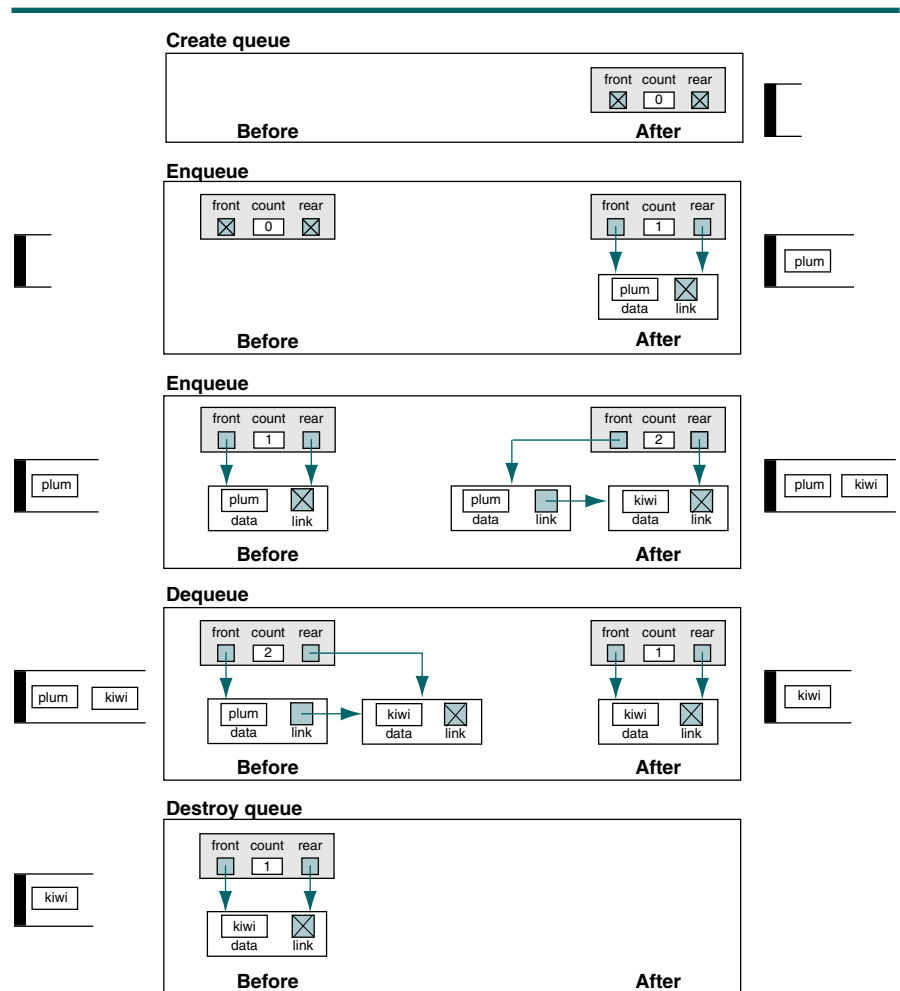 Create queue
front count rear
0
Before After
Enqueue
front count rear front count rear
0 1
plum
plum
data link
Before After
Enqueue
front count rear front count rear
1 2
plum plum plum kiwi plum kiwi
data link data link data link
Before After
Dequeue
front count rear front count rear
2 1
plum kiwi plum kiwi kiwi kiwi
data link data link data link
Before After
Destroy queue
front count rear
1
kiwi kiwi
data link
Before After